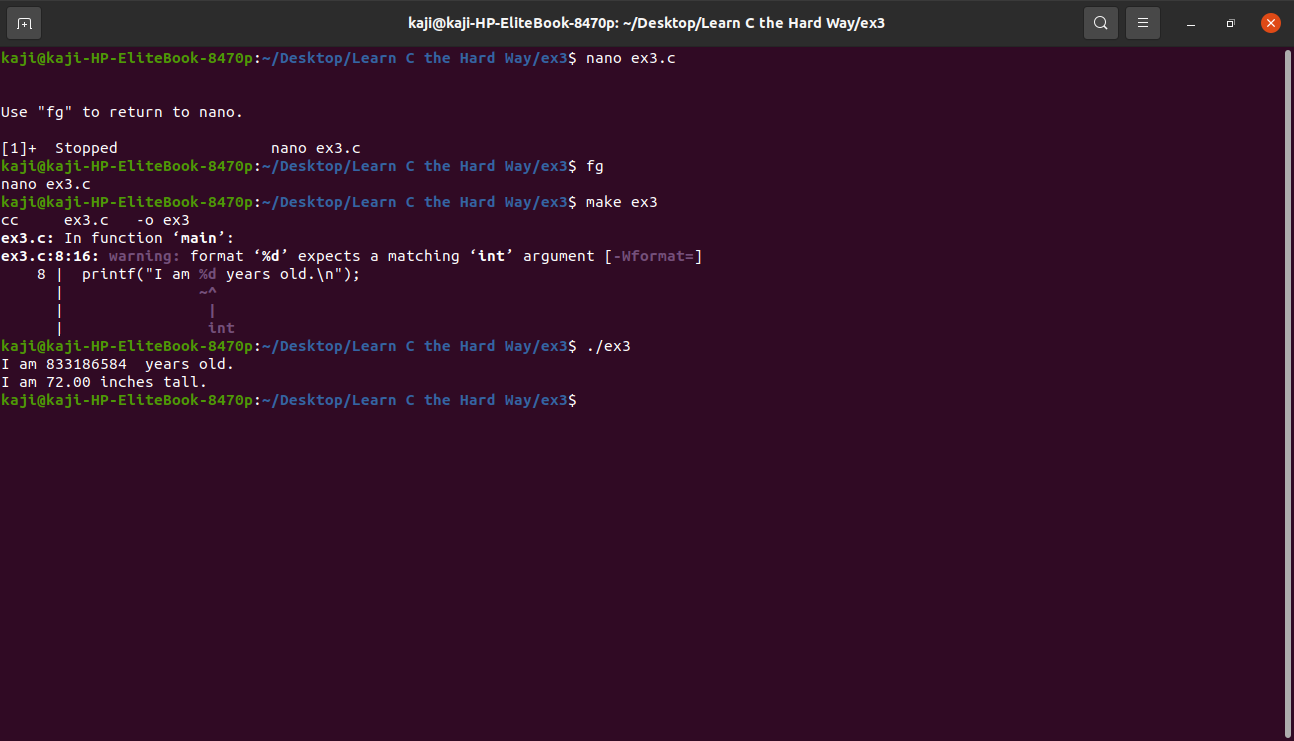 kaji@kaji-HP-EliteBook-8470p: ~/Desktop/Learn C the Hard Way/ex3
kaji@kaji-HP-EliteBook-8470p:~/Desktop/Learn C the Hard Way/ex3$ nano ex3.c
Use "fg" to return to nano.
[1]+  Stopped                 nano ex3.c
kaji@kaji-HP-EliteBook-8470p:~/Desktop/Learn C the Hard Way/ex3$ fg
nano ex3.c
kaji@kaji-HP-EliteBook-8470p:~/Desktop/Learn C the Hard Way/ex3$ make ex3
cc     ex3.c   -o ex3
ex3.c: In function ‘main’:
ex3.c:8:16: warning: format ‘%d’ expects a matching ‘int’ argument [-Wformat=]
    8 |  printf("I am %d years old.\n");
      |               ~^
      |                |
      |                int
kaji@kaji-HP-EliteBook-8470p:~/Desktop/Learn C the Hard Way/ex3$ ./ex3
I am 833186584  years old.
I am 72.00 inches tall.
kaji@kaji-HP-EliteBook-8470p:~/Desktop/Learn C the Hard Way/ex3$